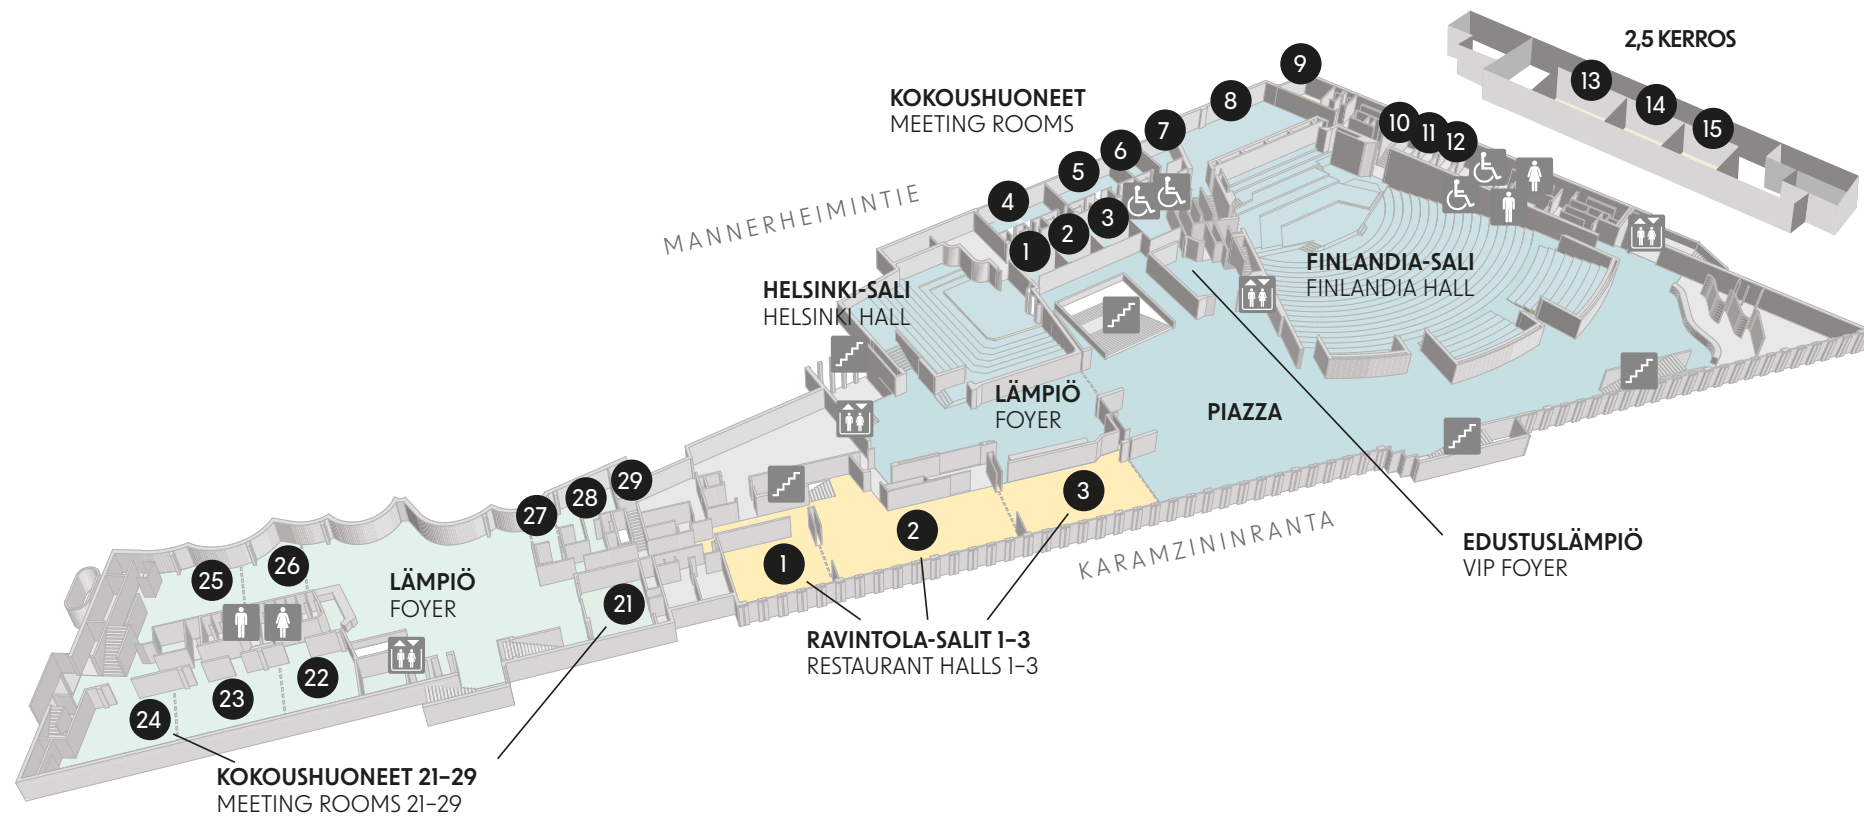 2,5 KERROS
13
14
15
9
8
KOKOUSHUONEET
MEETING ROOMS
7
10
11
12
6
5
4
3
2
1
MANNERHEIMINTIE
HELSINKI-SALI
HELSINKI HALL
FINLANDIA-SALI
FINLANDIA HALL
LÄMPIÖ
FOYER
PIAZZA
29
28
27
3
2
1
KARAMZININRANTA
EDUSTUSLÄMPIÖ
VIP FOYER
26
25
LÄMPIÖ
FOYER
21
RAVINTOLA-SALIT 1–3
RESTAURANT HALLS 1–3
22
23
24
KOKOUSHUONEET 21–29
MEETING ROOMS 21–29